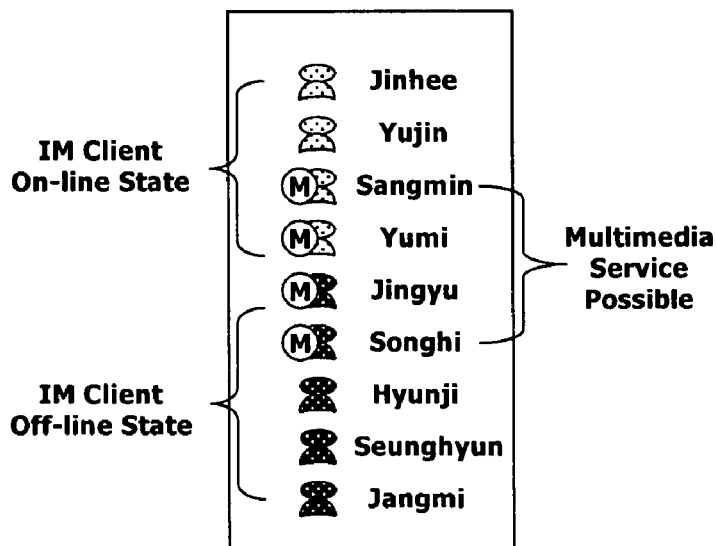 Jinhee
Yujin
IM Client
On-line State
M Sangmin
M Yumi
Multimedia
Service
Possible
M Jingyu
M Songhi
IM Client
Off-line State
Hyunji
Seunghyun
Jangmi